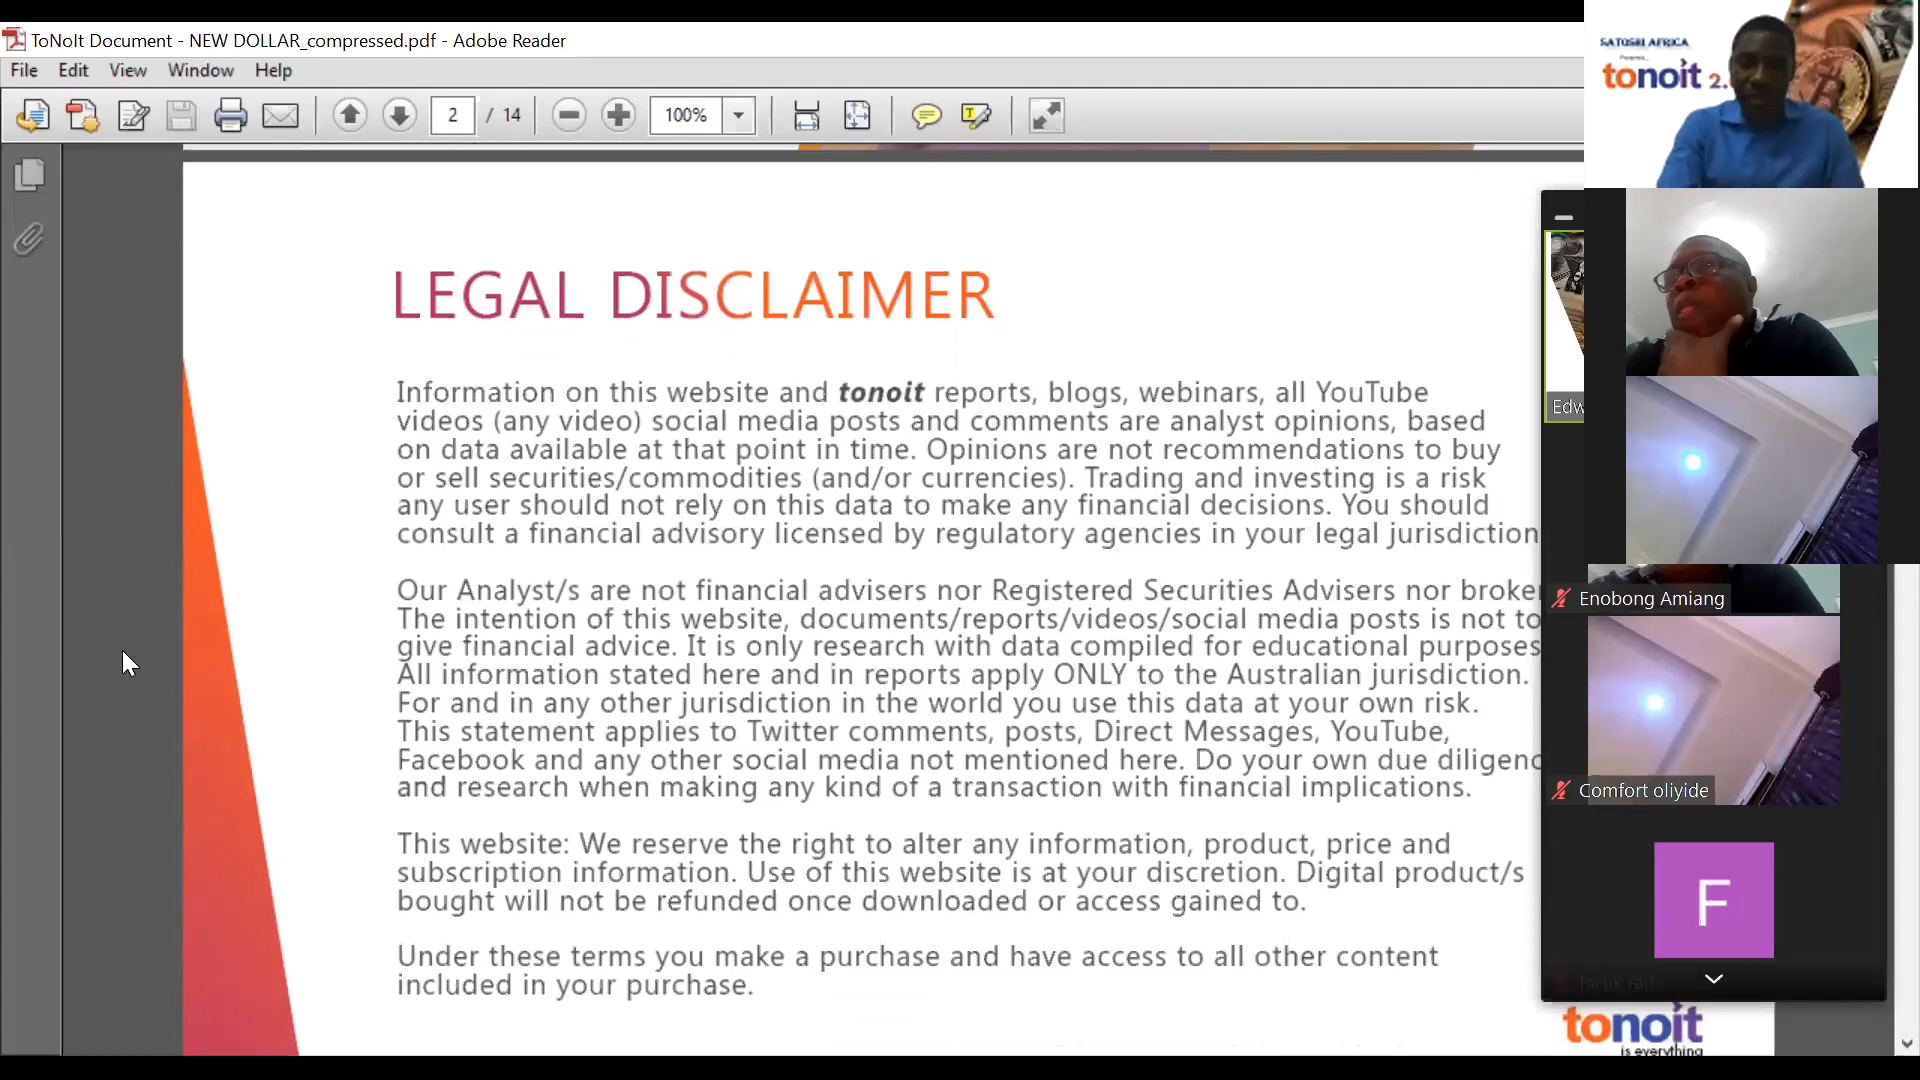 ToNoIt Document - NEW DOLLAR_compressed.pdf - Adobe Reader
File Edit View Window Help
2 / 14 100%
SATOSHI AFRICA
Presents...
tonoit 2.
LEGAL DISCLAIMER
Information on this website and tonoit reports, blogs, webinars, all YouTube
videos (any video) social media posts and comments are analyst opinions, based
on data available at that point in time. Opinions are not recommendations to buy
or sell securities/commodities (and/or currencies). Trading and investing is a risk
any user should not rely on this data to make any financial decisions. You should
consult a financial advisory licensed by regulatory agencies in your legal jurisdiction
Our Analyst/s are not financial advisers nor Registered Securities Advisers nor broker
The intention of this website, documents/reports/videos/social media posts is not to
give financial advice. It is only research with data compiled for educational purposes
All information stated here and in reports apply ONLY to the Australian jurisdiction.
For and in any other jurisdiction in the world you use this data at your own risk.
This statement applies to Twitter comments, posts, Direct Messages, YouTube,
Facebook and any other social media not mentioned here. Do your own due diligenc
and research when making any kind of a transaction with financial implications.
This website: We reserve the right to alter any information, product, price and
subscription information. Use of this website is at your discretion. Digital product/s
bought will not be refunded once downloaded or access gained to.
Under these terms you make a purchase and have access to all other content
included in your purchase.
Edw
Enobong Amiang
Comfort oliyide
F
tonoit
is everything